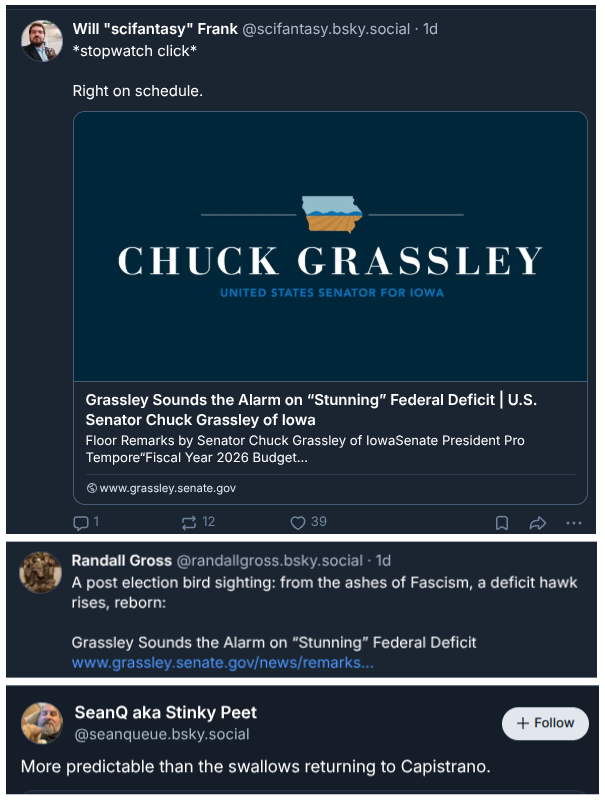 Will "scifantasy" Frank @scifantasy.bsky.social · 1d
*stopwatch click*
Right on schedule.
CHUCK GRASSLEY
UNITED STATES SENATOR FOR IOWA
Grassley Sounds the Alarm on “Stunning” Federal Deficit | U.S.
Senator Chuck Grassley of Iowa
Floor Remarks by Senator Chuck Grassley of IowaSenate President Pro
Tempore“Fiscal Year 2026 Budget...
www.grassley.senate.gov
1 12 39
Randall Gross @randallgross.bsky.social · 1d
A post election bird sighting: from the ashes of Fascism, a deficit hawk
rises, reborn:
Grassley Sounds the Alarm on “Stunning” Federal Deficit
www.grassley.senate.gov/news/remarks...
SeanQ aka Stinky Peet
@seanqueue.bsky.social
+ Follow
More predictable than the swallows returning to Capistrano.